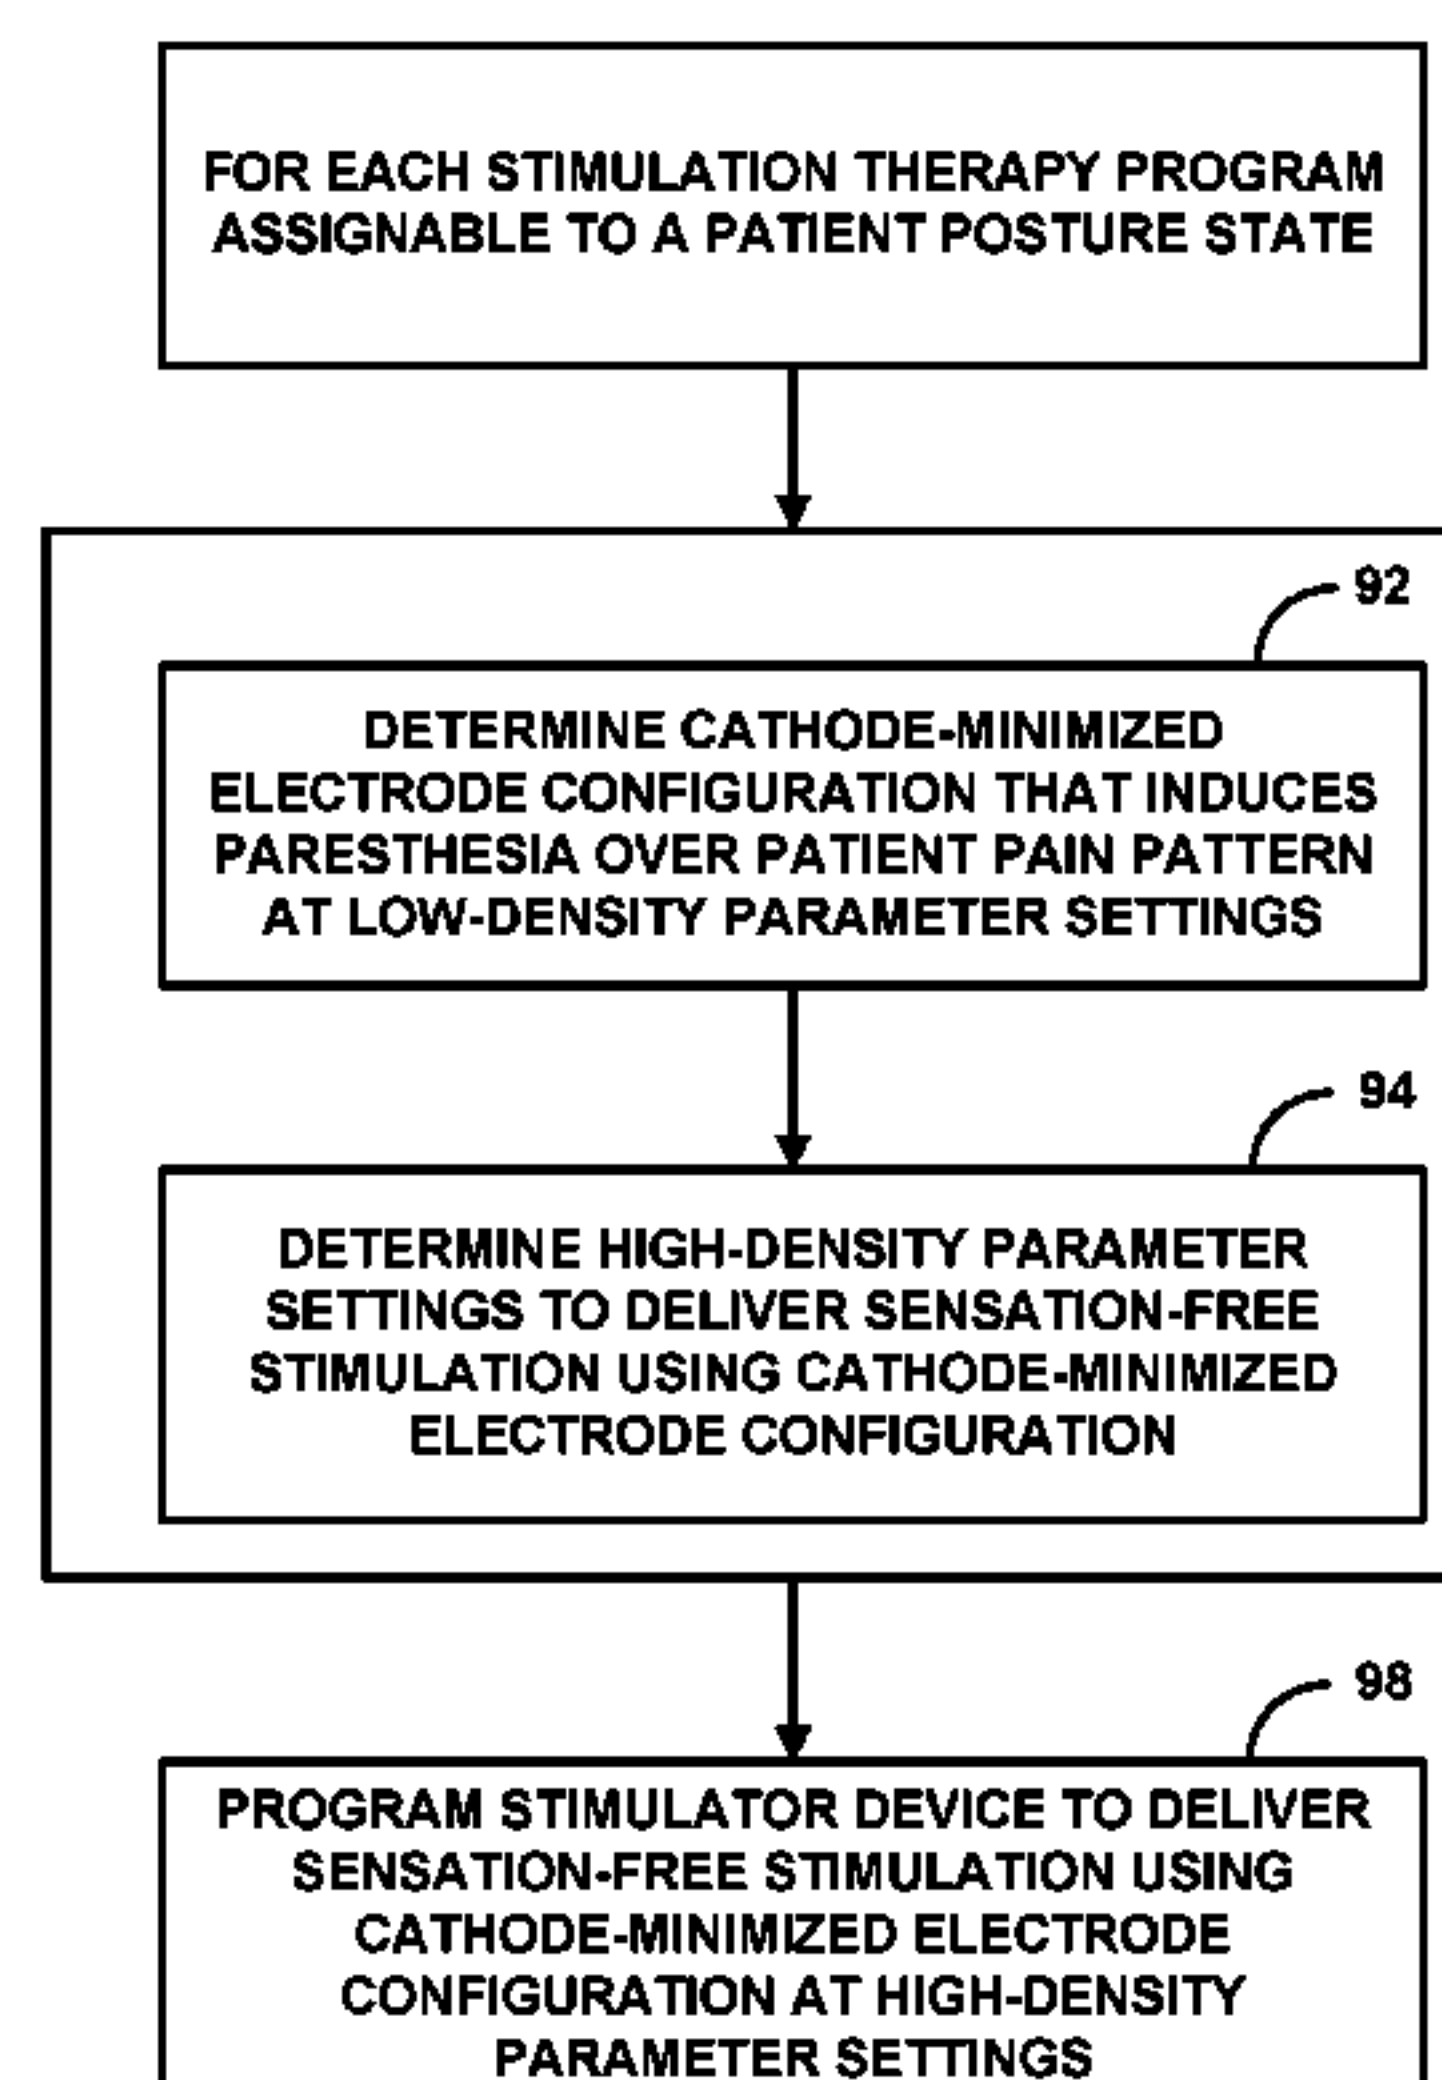 FOR EACH STIMULATION THERAPY PROGRAM
ASSIGNABLE TO A PATIENT POSTURE STATE
92
DETERMINE CATHODE-MINIMIZED
ELECTRODE CONFIGURATION THAT INDUCES
PARESTHESIA OVER PATIENT PAIN PATTERN
AT LOW-DENSITY PARAMETER SETTINGS
94
DETERMINE HIGH-DENSITY PARAMETER
SETTINGS TO DELIVER SENSATION-FREE
STIMULATION USING CATHODE-MINIMIZED
ELECTRODE CONFIGURATION
98
PROGRAM STIMULATOR DEVICE TO DELIVER
SENSATION-FREE STIMULATION USING
CATHODE-MINIMIZED ELECTRODE
CONFIGURATION AT HIGH-DENSITY
PARAMETER SETTINGS